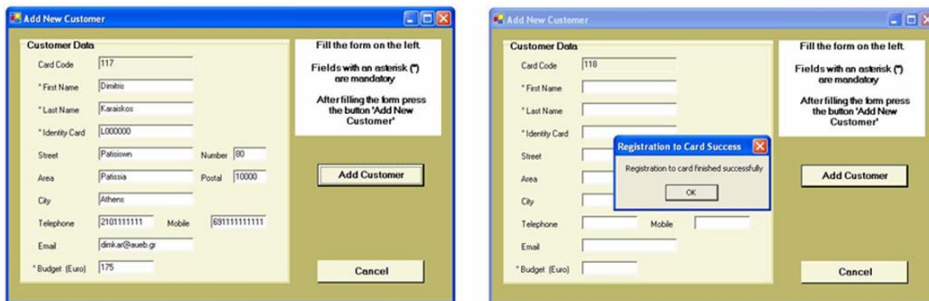 Add New Customer
Customer Data
Card Code 117
* First Name Dimitris
* Last Name Karaiskos
* Identity Card L000000
Street Patisiown Number 80
Area Patissia Postal 10000
City Athens
Telephone 2101111111 Mobile 691111111111
Email dimkar@aueb.gr
* Budget (Euro) 175
Fill the form on the left.
Fields with an asterisk (*)
are mandatory
After filling the form press
the button 'Add New
Customer'
Add Customer
Cancel
Add New Customer
Customer Data
Card Code 118
* First Name
* Last Name
* Identity Card
Street
Area
City
Telephone Mobile
Email
* Budget (Euro)
Registration to Card Success
Registration to card finished successfully
OK
Fill the form on the left.
Fields with an asterisk (*)
are mandatory
After filling the form press
the button 'Add New
Customer'
Add Customer
Cancel